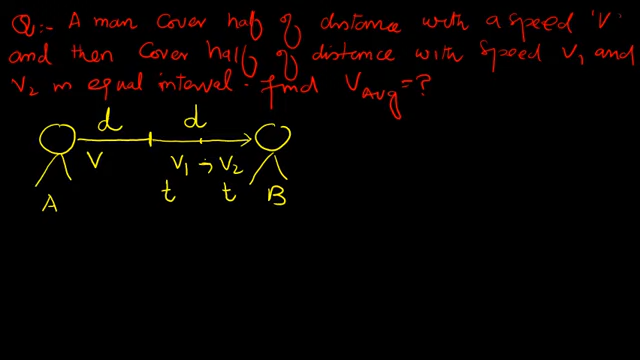 Q:- A man cover half of distance with a speed 'V'
and then cover half of distance with speed V1 and
V2 in equal interval. find VAvg=?
d d
V V1 → V2
t t
A B